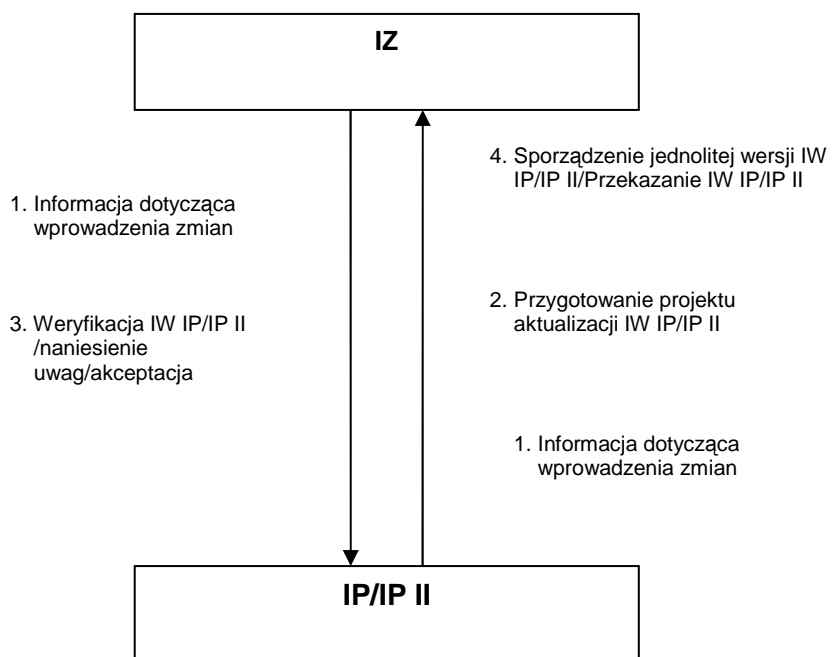 IZ
4. Sporządzenie jednolitej wersji IW
IP/IP II/Przekazanie IW IP/IP II
1. Informacja dotycząca
wprowadzenia zmian
2. Przygotowanie projektu
aktualizacji IW IP/IP II
3. Weryfikacja IW IP/IP II
/naniesienie
uwag/akceptacja
1. Informacja dotycząca
wprowadzenia zmian
IP/IP II